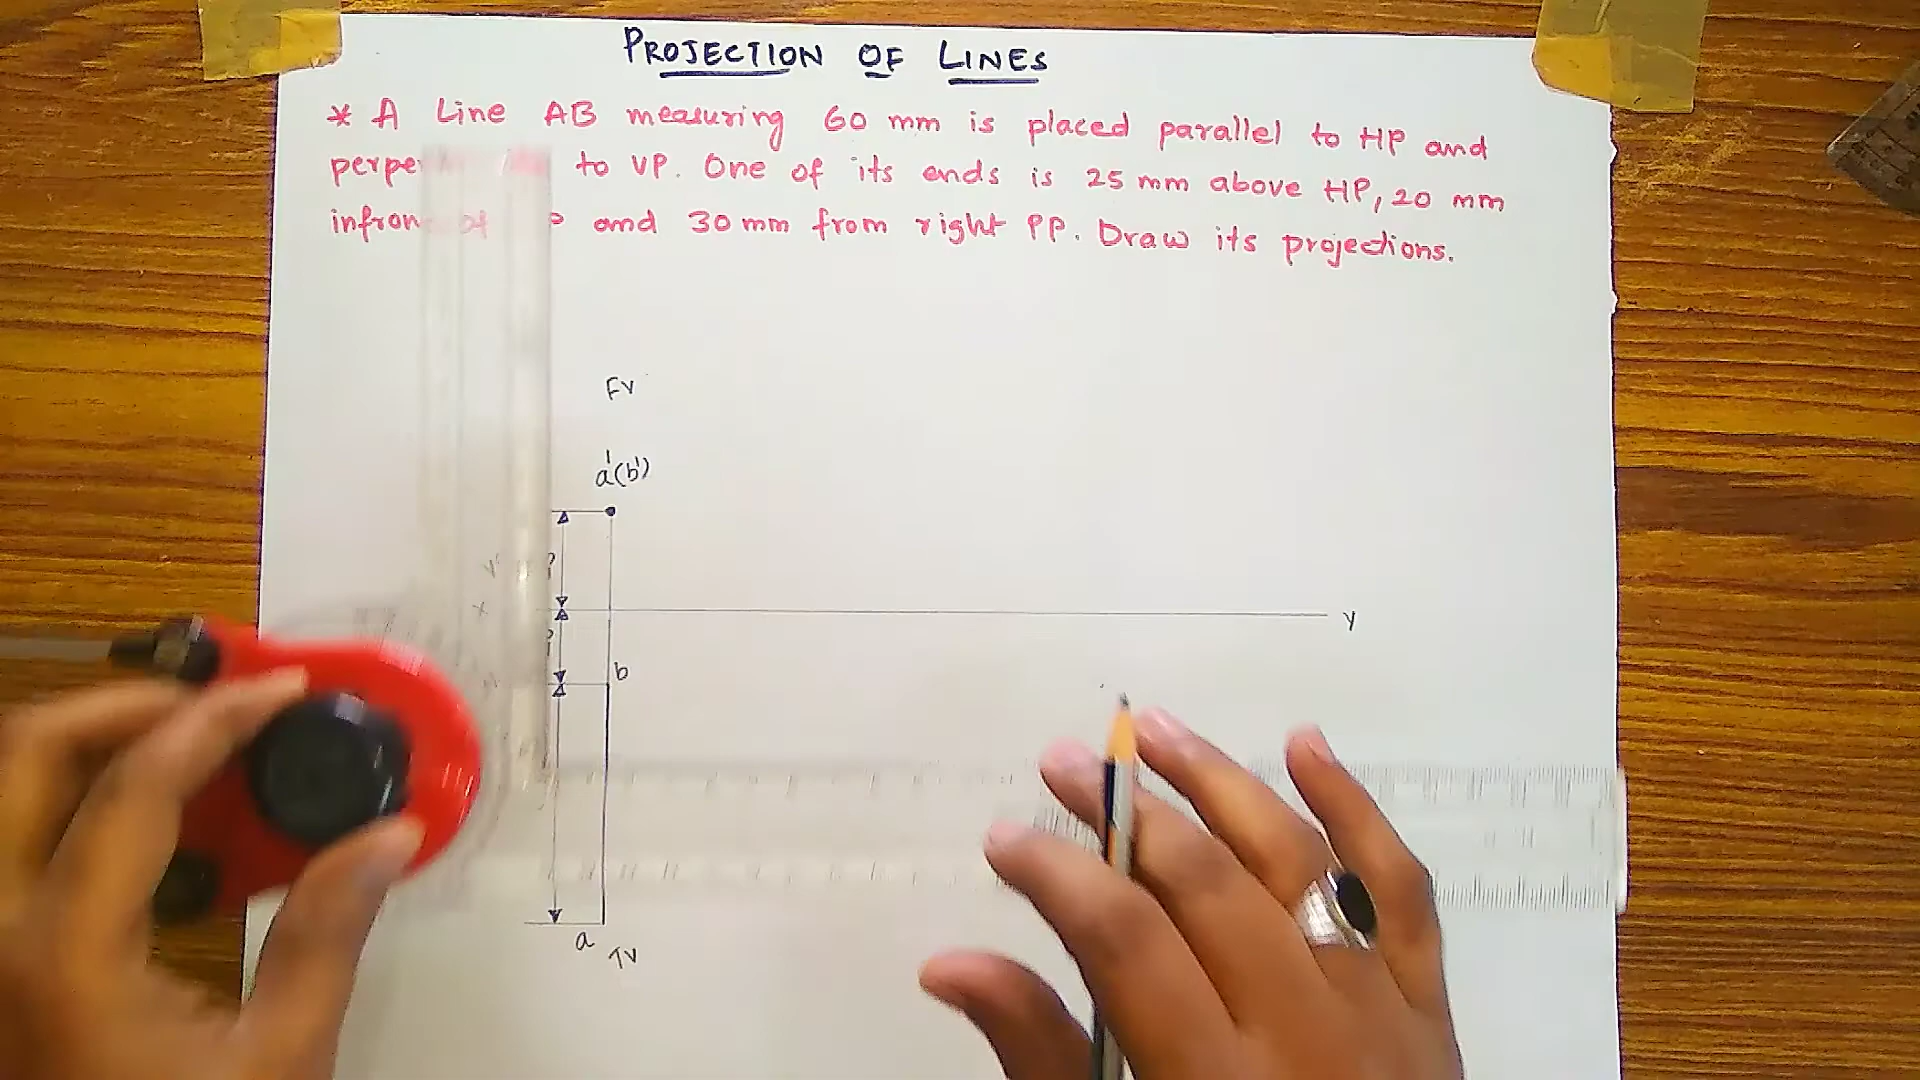 PROJECTION OF LINES
* A Line AB measuring 60 mm is placed parallel to HP and
to VP. One of its ends is 25 mm above HP, 20 mm
and 30 mm from right PP. Draw its projections.
FV
a'(b')
X
Y
b
a
TV